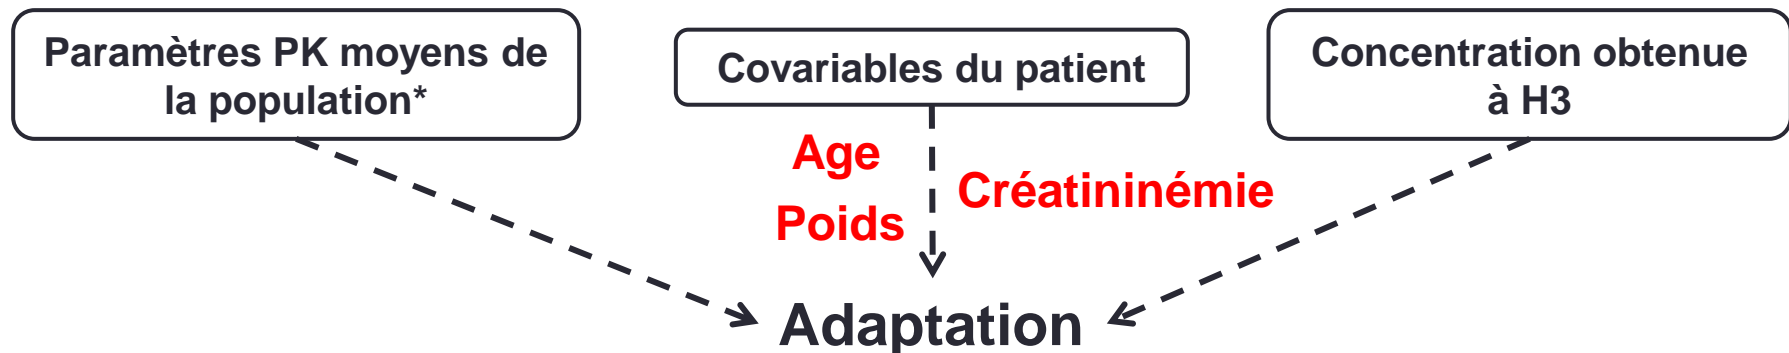 Paramètres PK moyens de
la population*
Covariables du patient
Concentration obtenue
à H3
Age
Poids
Créatininémie
Adaptation